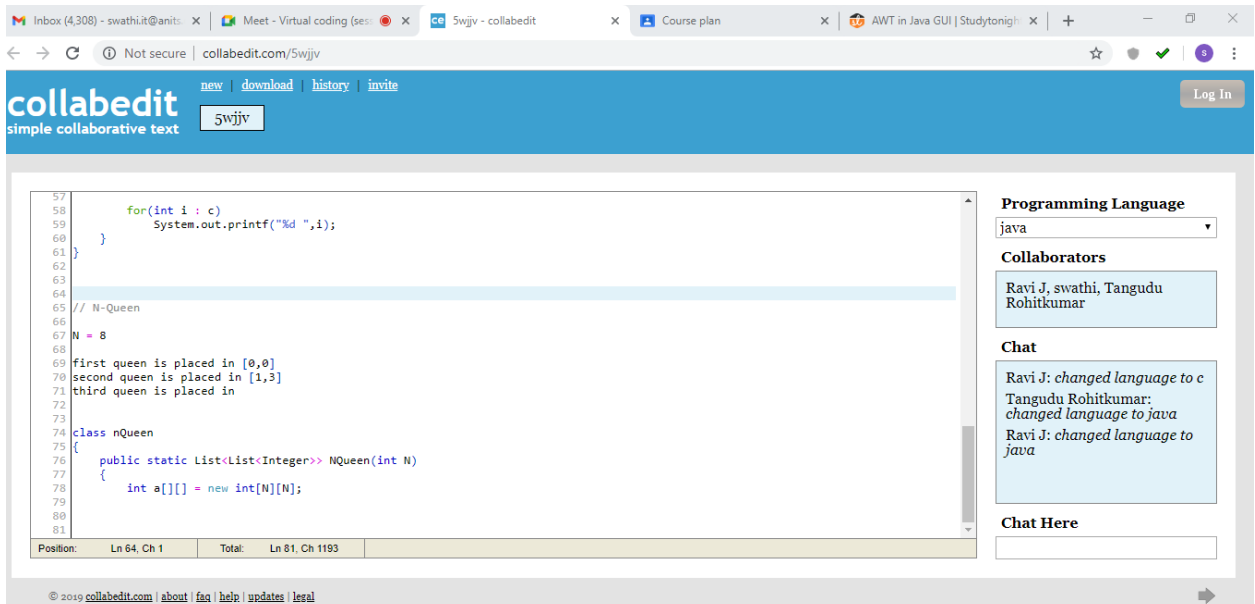 Inbox (4,308) - swathi.it@anits.
Meet - Virtual coding (ses
5wjjv - collabedit
Course plan
AWT in Java GUI | Studytonigh
Not secure | collabedit.com/5wjjv
s
new | download | history | invite
collabedit
simple collaborative text
5wjjv
Log In
57
58 for(int i : c)
59 System.out.printf("%d ",i);
60 }
61 }
62
63
64
65 // N-Queen
66
67 N = 8
68
69 first queen is placed in [0,0]
70 second queen is placed in [1,3]
71 third queen is placed in
72
73
74 class nQueen
75 {
76 public static List<List<Integer>> NQueen(int N)
77 {
78 int a[][] = new int[N][N];
79
80
81
Position: Ln 64, Ch 1 Total: Ln 81, Ch 1193
Programming Language
java
Collaborators
Ravi J, swathi, Tangudu
Rohitkumar
Chat
Ravi J: changed language to c
Tangudu Rohitkumar:
changed language to java
Ravi J: changed language to
java
Chat Here
© 2019 collabedit.com | about | faq | help | updates | legal